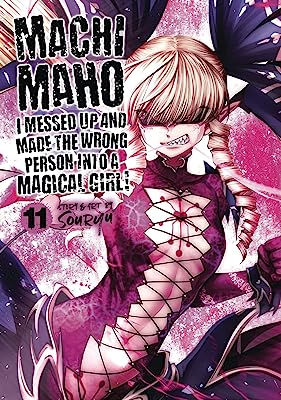 MACHI
MAHO
I MESSED UP AND
MADE THE WRONG
PERSON INTO A
MAGICAL GIRL!
11
STORY & ART BY
SOURYU